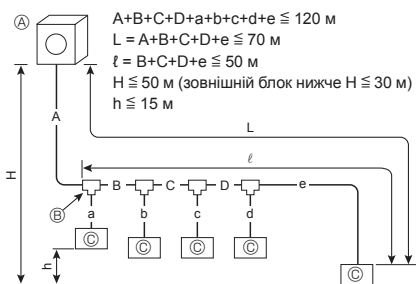 Ⓐ
A+B+C+D+a+b+c+d+e ≦ 120 м
L = A+B+C+D+e ≦ 70 м
ℓ = B+C+D+e ≦ 50 м
H ≦ 50 м (зовнішній блок нижче H ≦ 30 м)
h ≦ 15 м
A
L
H
ℓ
B C D e
Ⓑ a b c d
Ⓒ Ⓒ Ⓒ Ⓒ
h
Ⓒ